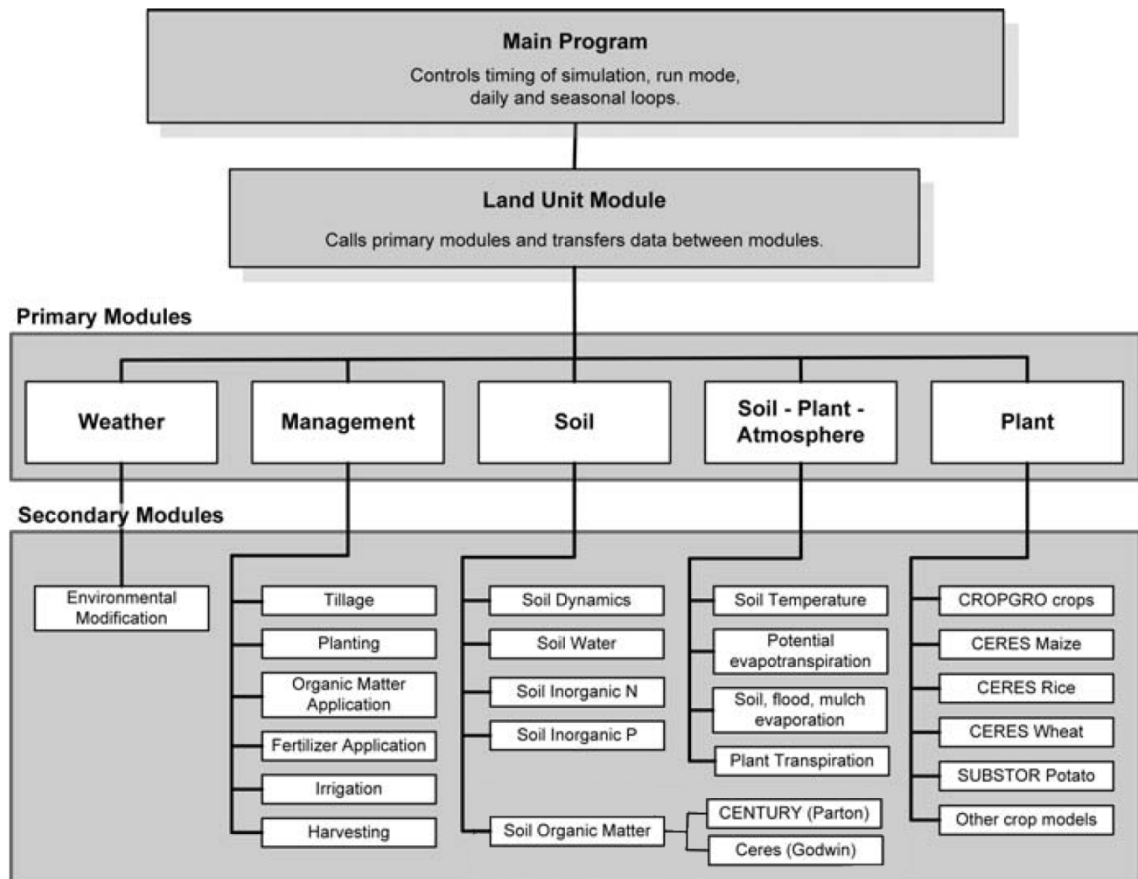 Main Program
Controls timing of simulation, run mode,
daily and seasonal loops.
Land Unit Module
Calls primary modules and transfers data between modules.
Primary Modules
Weather
Management
Soil
Soil - Plant -
Atmosphere
Plant
Secondary Modules
Environmental
Modification
Tillage
Planting
Organic Matter
Application
Fertilizer Application
Irrigation
Harvesting
Soil Dynamics
Soil Water
Soil Inorganic N
Soil Inorganic P
Soil Organic Matter
CENTURY (Parton)
Ceres (Godwin)
Soil Temperature
Potential
evapotranspiration
Soil, flood, mulch
evaporation
Plant Transpiration
CROPGRO crops
CERES Maize
CERES Rice
CERES Wheat
SUBSTOR Potato
Other crop models